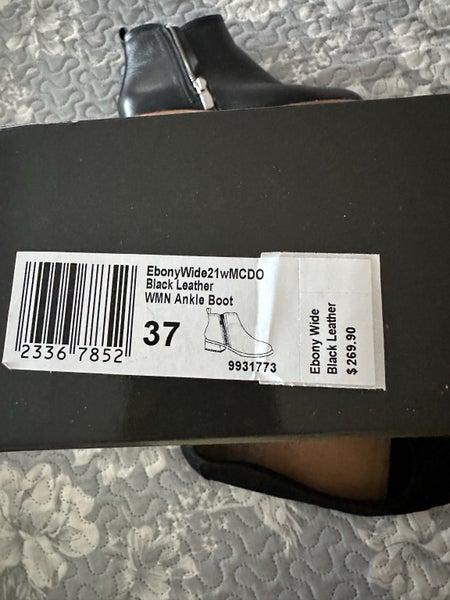 EbonyWide21wMCDO
Black Leather
WMN Ankle Boot
37
2336 7852
9931773
Ebony Wide
Black Leather
$ 269.90